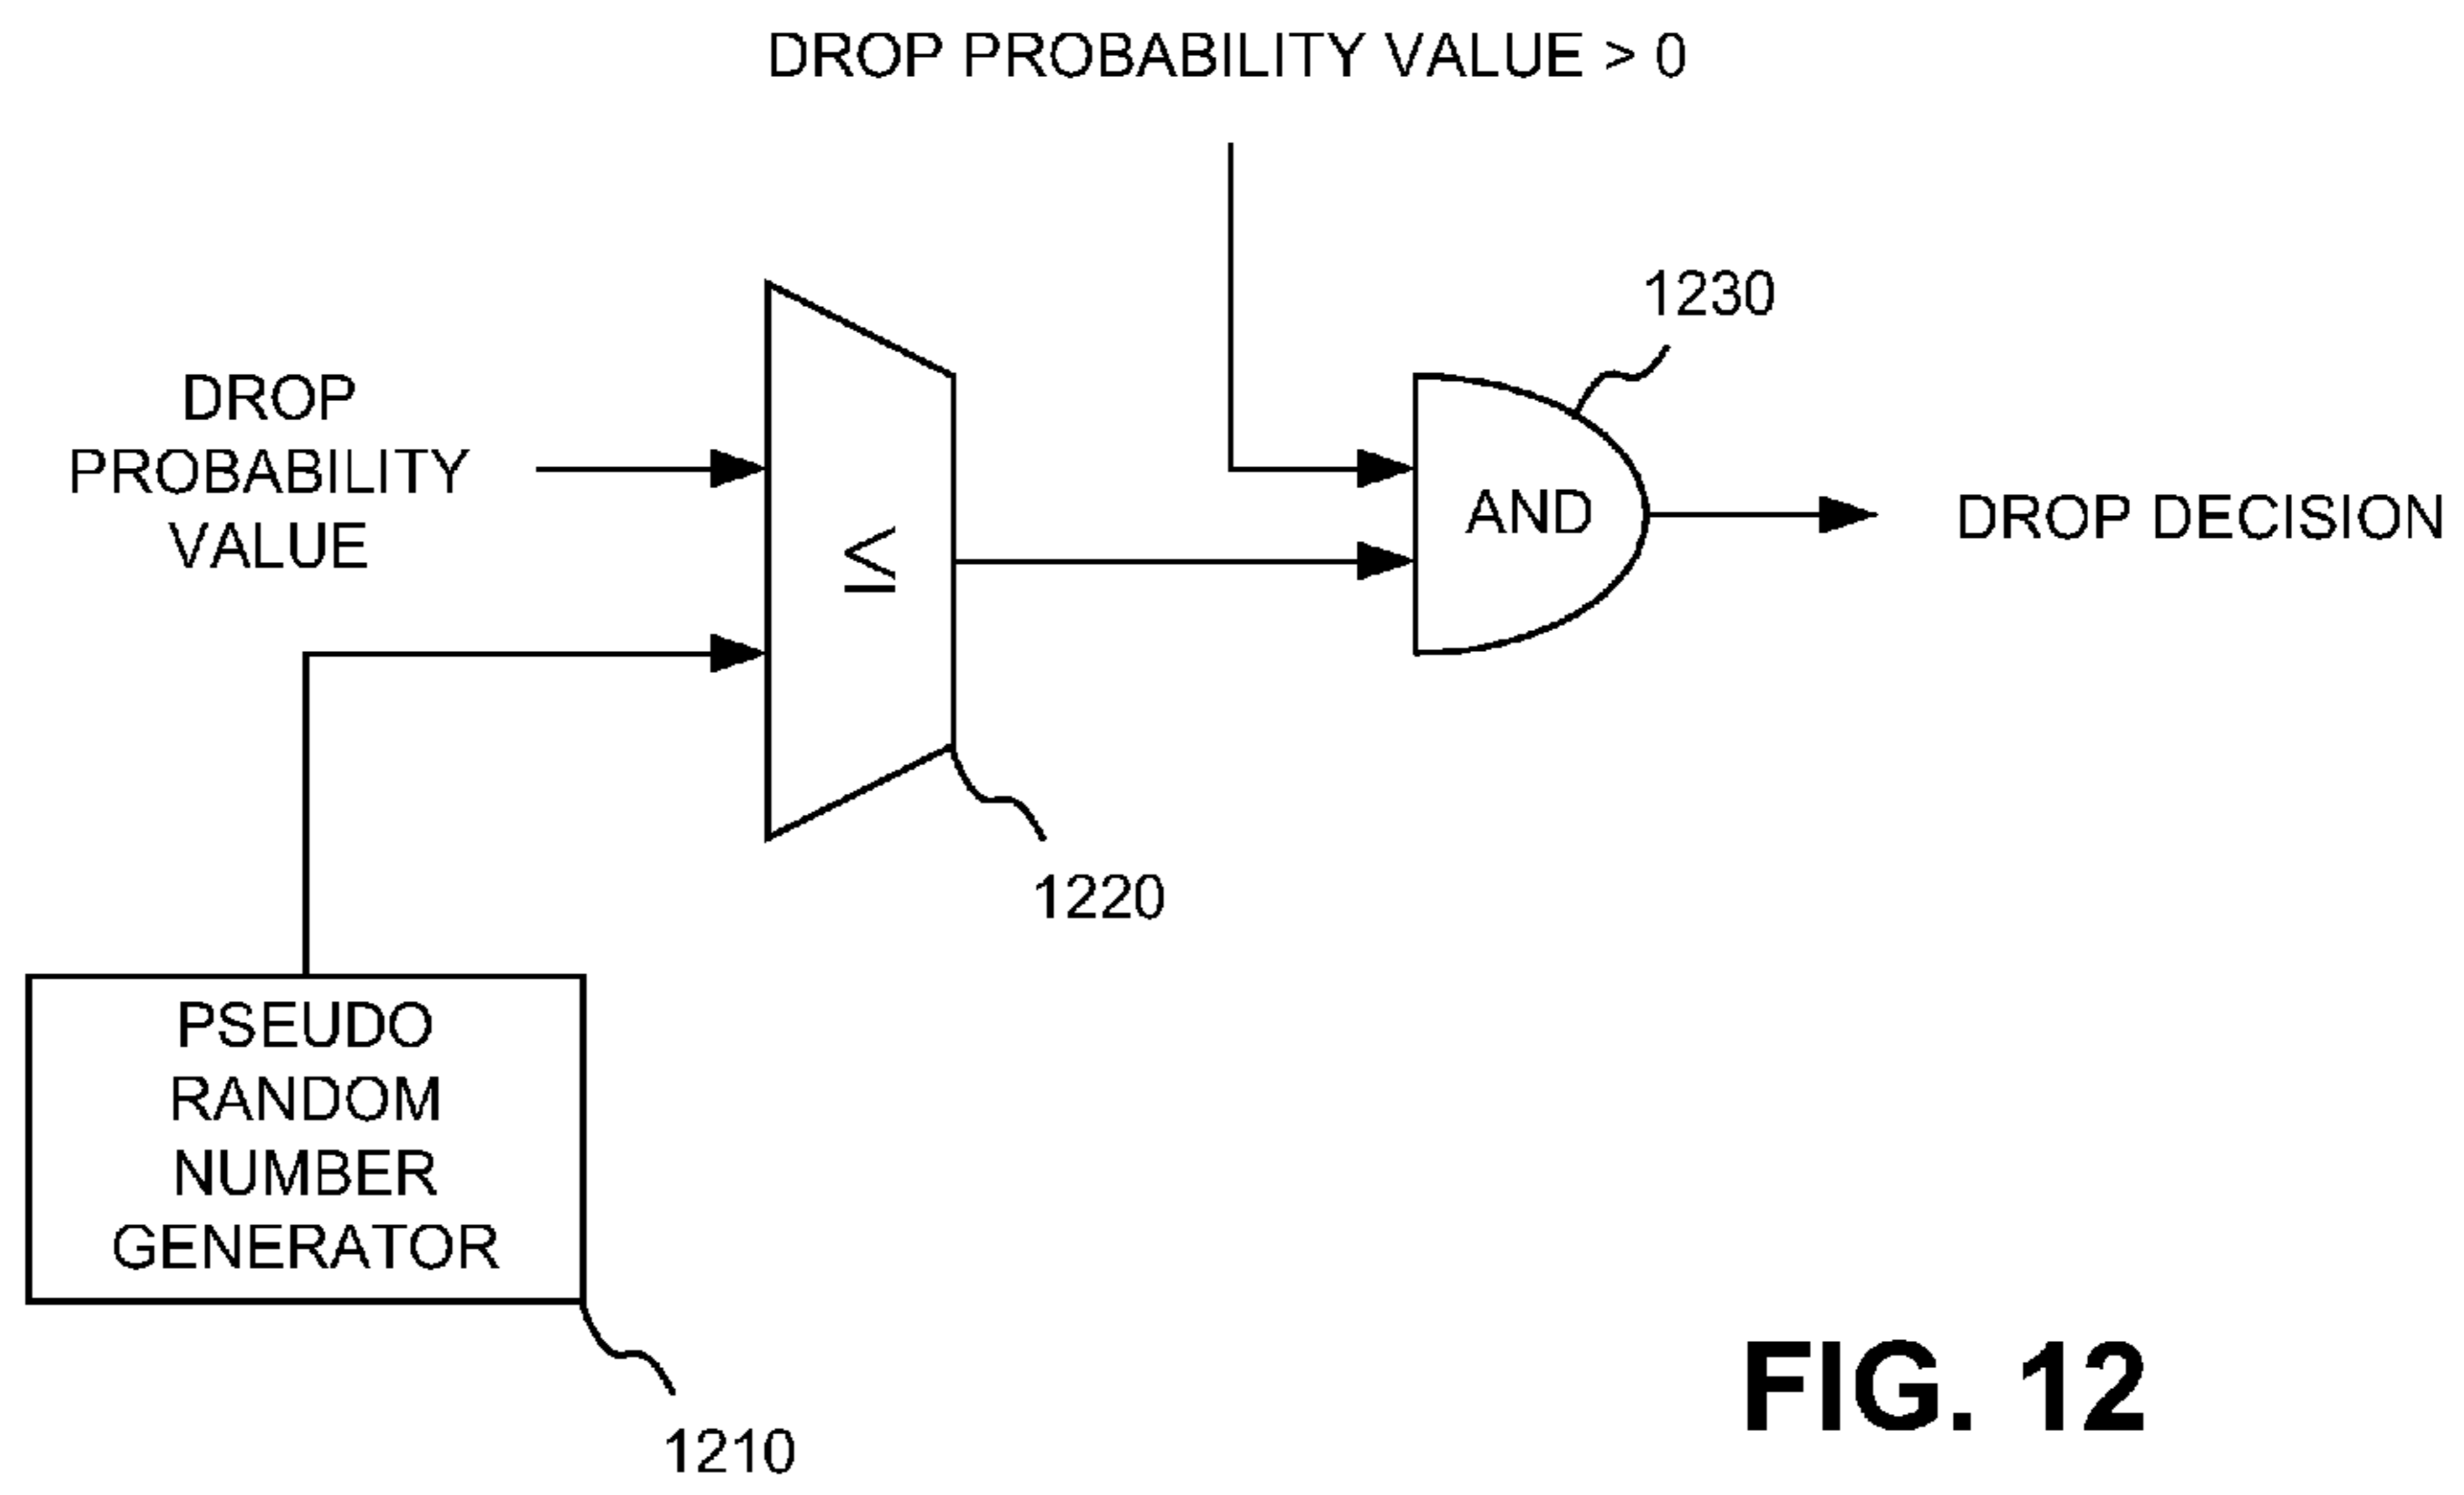 DROP PROBABILITY VALUE > 0
1230
DROP
PROBABILITY
VALUE
≤
AND
DROP DECISION
1220
PSEUDO
RANDOM
NUMBER
GENERATOR
1210
FIG. 12